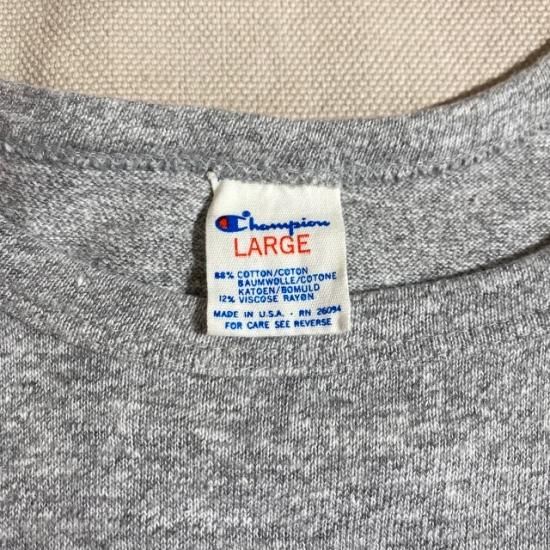 Champion
LARGE
88% COTTON/COTON
BAUMWOLLE/COTONE
KATOEN/BOMULD
12% VISCOSE RAYON
MADE IN U.S.A. - RN 26094
FOR CARE SEE REVERSE